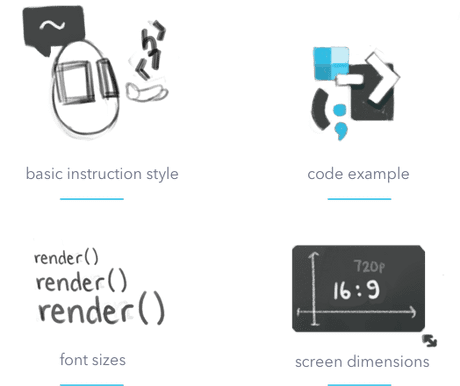 ~
basic instruction style
code example
render()
render()
render()
font sizes
720p
16:9
screen dimensions